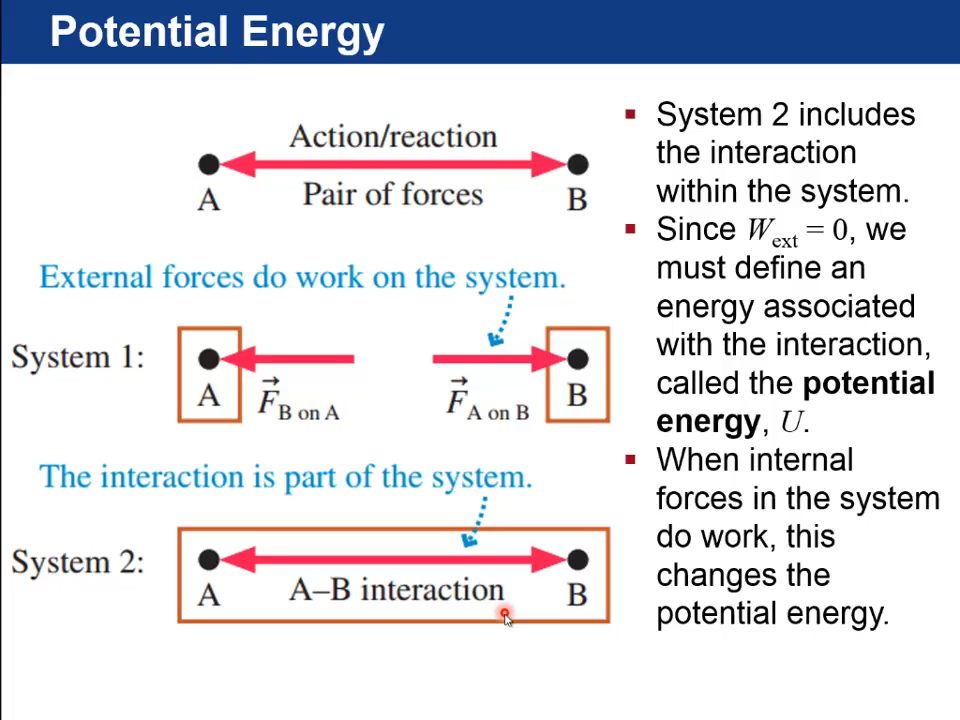 Potential Energy
Action/reaction
A
B
Pair of forces
External forces do work on the system.
System 1:
A
F⃗ B on A
F⃗ A on B
B
The interaction is part of the system.
System 2:
A
A–B interaction
B
▪ System 2 includes
the interaction
within the system.
▪ Since Wext = 0, we
must define an
energy associated
with the interaction,
called the potential
energy, U.
▪ When internal
forces in the system
do work, this
changes the
potential energy.